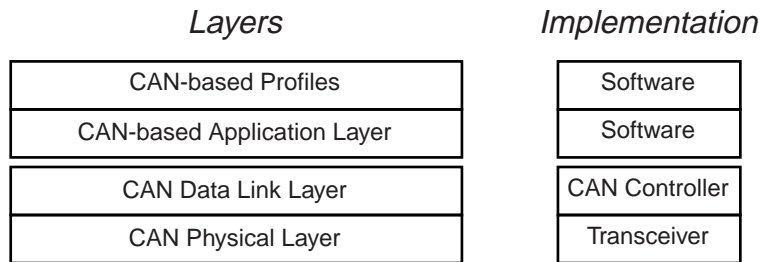 Layers Implementation
CAN-based Profiles Software
CAN-based Application Layer Software
CAN Data Link Layer CAN Controller
CAN Physical Layer Transceiver